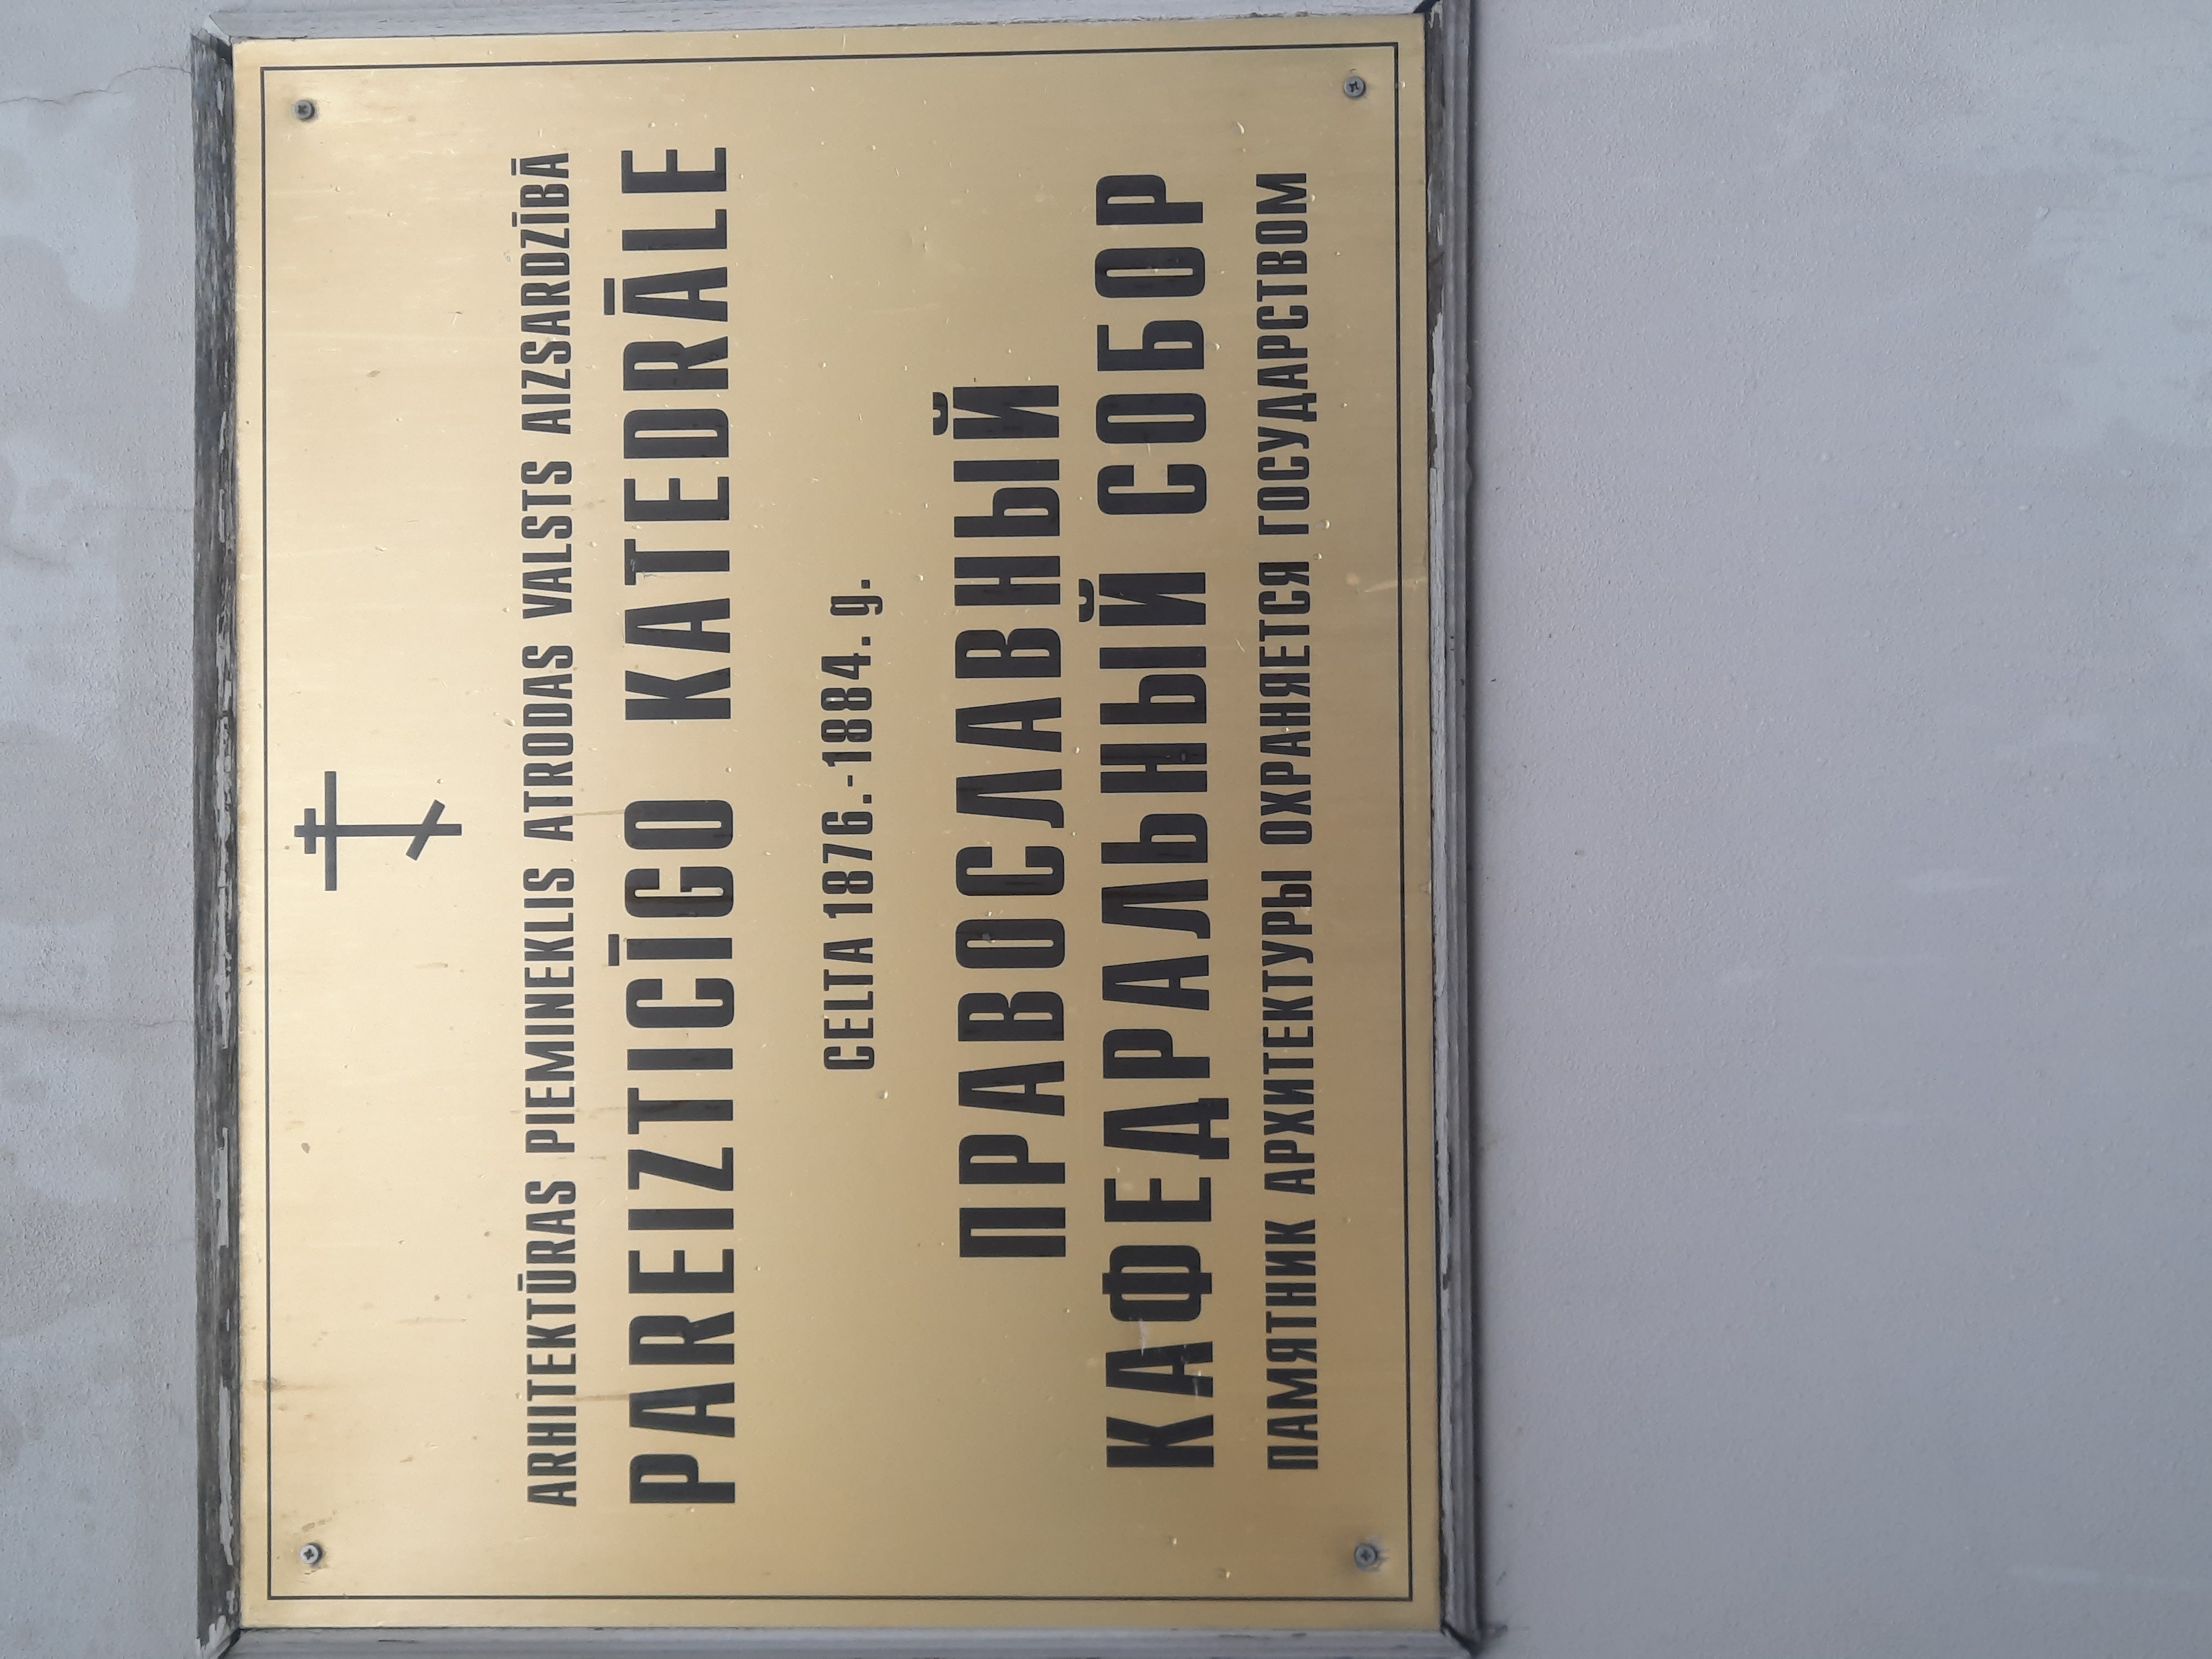 ARHITEKTŪRAS PIEMINEKLIS ATRODAS VALSTS AIZSARDZĪBĀ
PAREIZTICĪGO KATEDRĀLE
CELTA 1876.-1884. g.
ПРАВОСЛАВНЫЙ
КАФЕДРАЛЬНЫЙ СОБОР
ПАМЯТНИК АРХИТЕКТУРЫ ОХРАНЯЕТСЯ ГОСУДАРСТВОМ